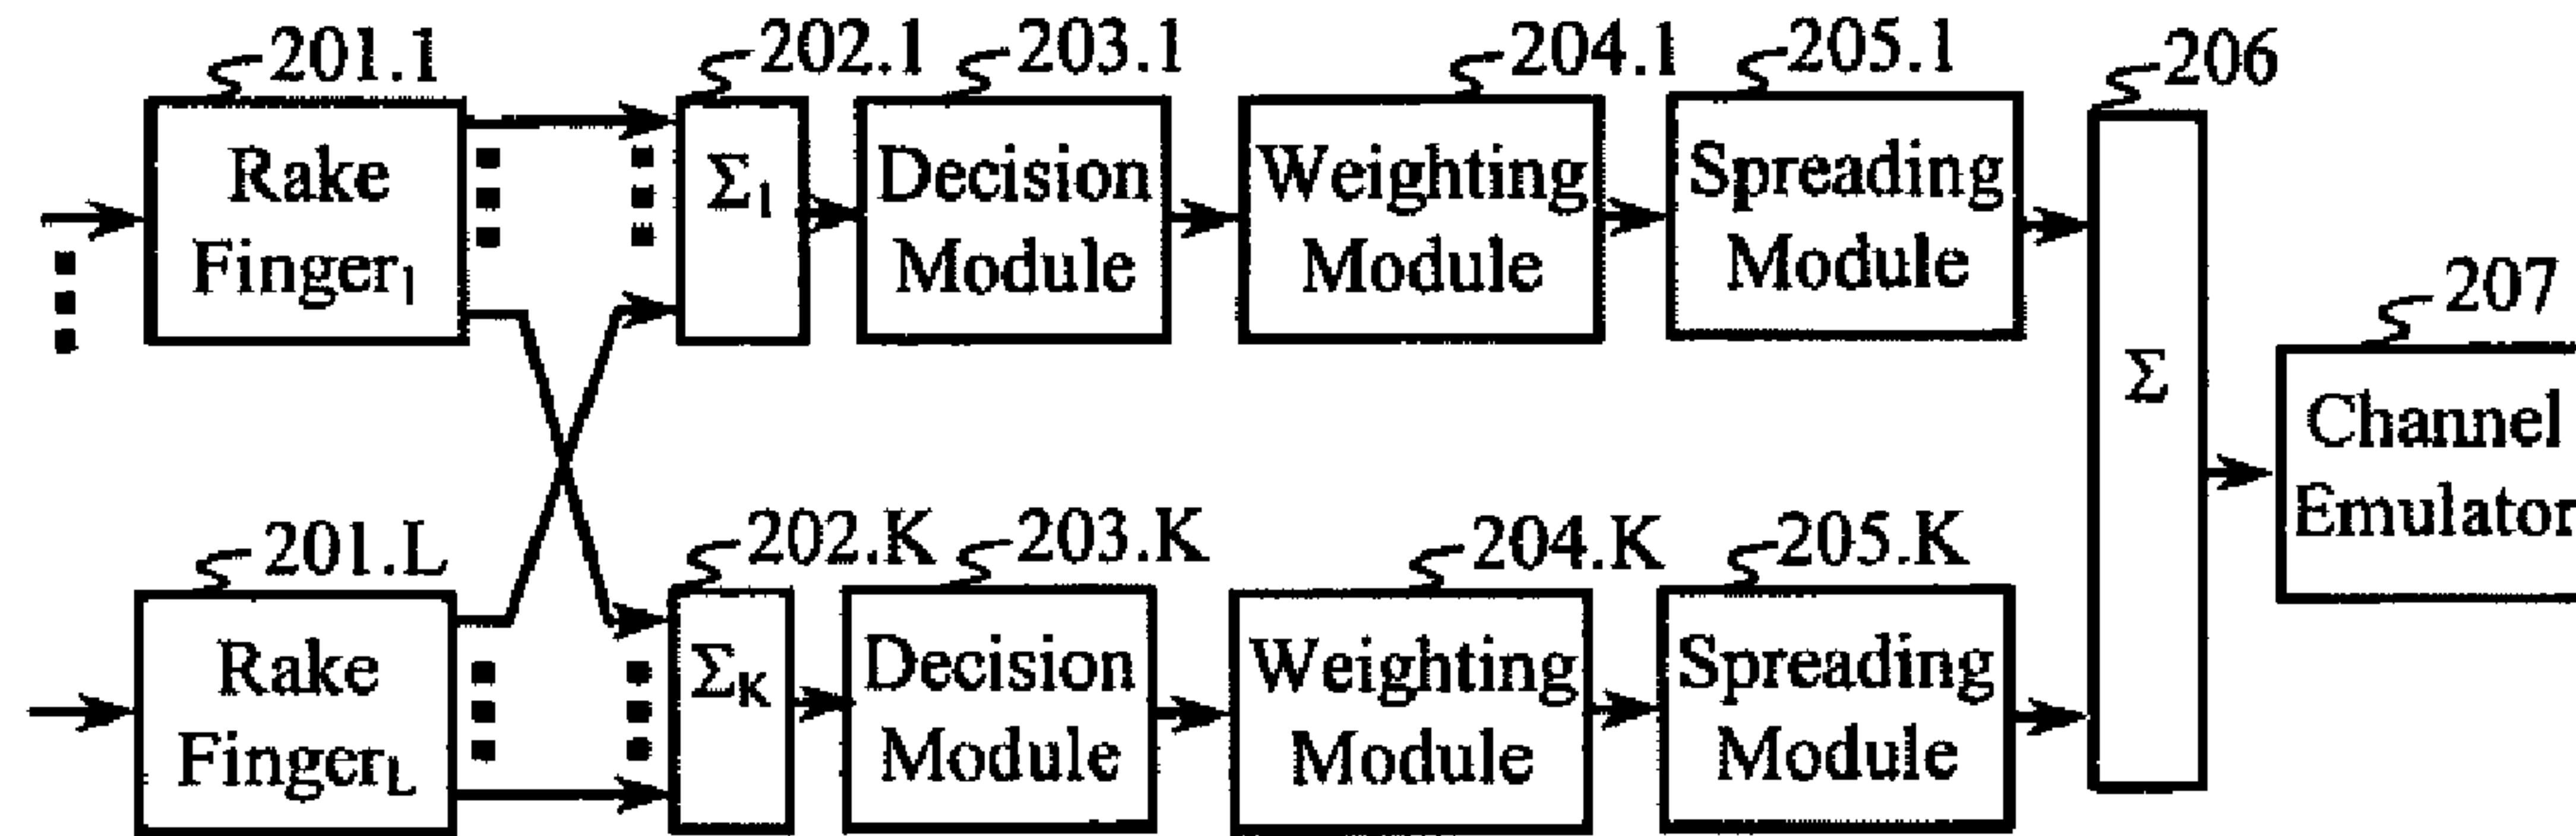 201.1
202.1
203.1
204.1
205.1
206
Rake
Finger1
Σ1
Decision
Module
Weighting
Module
Spreading
Module
Σ
207
Channel
Emulator
201.L
202.K
203.K
204.K
205.K
Rake
FingerL
ΣK
Decision
Module
Weighting
Module
Spreading
Module